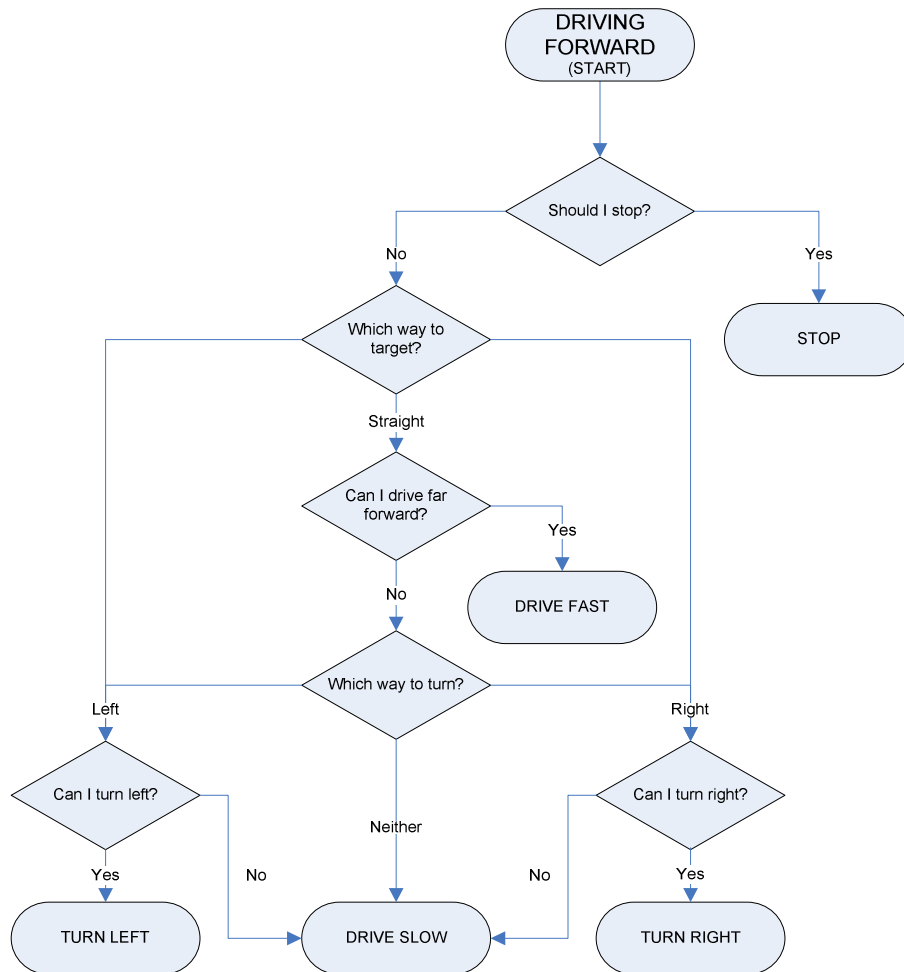 DRIVING
FORWARD
(START)
Should I stop?
No
Yes
Which way to
target?
STOP
Straight
Can I drive far
forward?
Yes
No
DRIVE FAST
Which way to turn?
Left
Right
Can I turn left?
Can I turn right?
Neither
Yes
No
No
Yes
TURN LEFT
DRIVE SLOW
TURN RIGHT